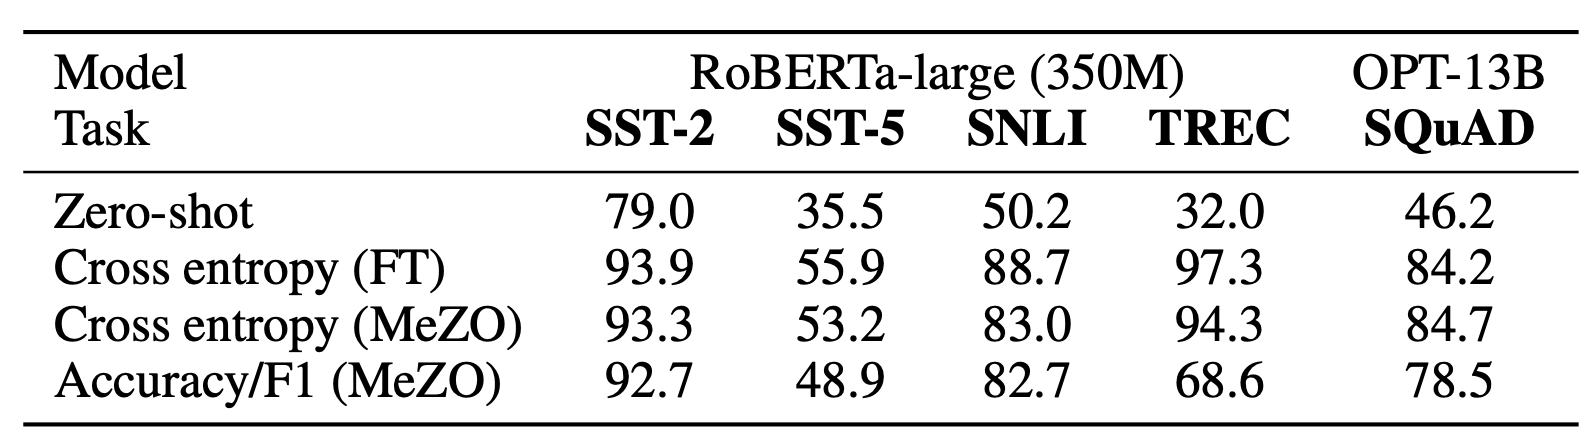 Model RoBERTa-large (350M) OPT-13B
Task SST-2 SST-5 SNLI TREC SQuAD
Zero-shot 79.0 35.5 50.2 32.0 46.2
Cross entropy (FT) 93.9 55.9 88.7 97.3 84.2
Cross entropy (MeZO) 93.3 53.2 83.0 94.3 84.7
Accuracy/F1 (MeZO) 92.7 48.9 82.7 68.6 78.5